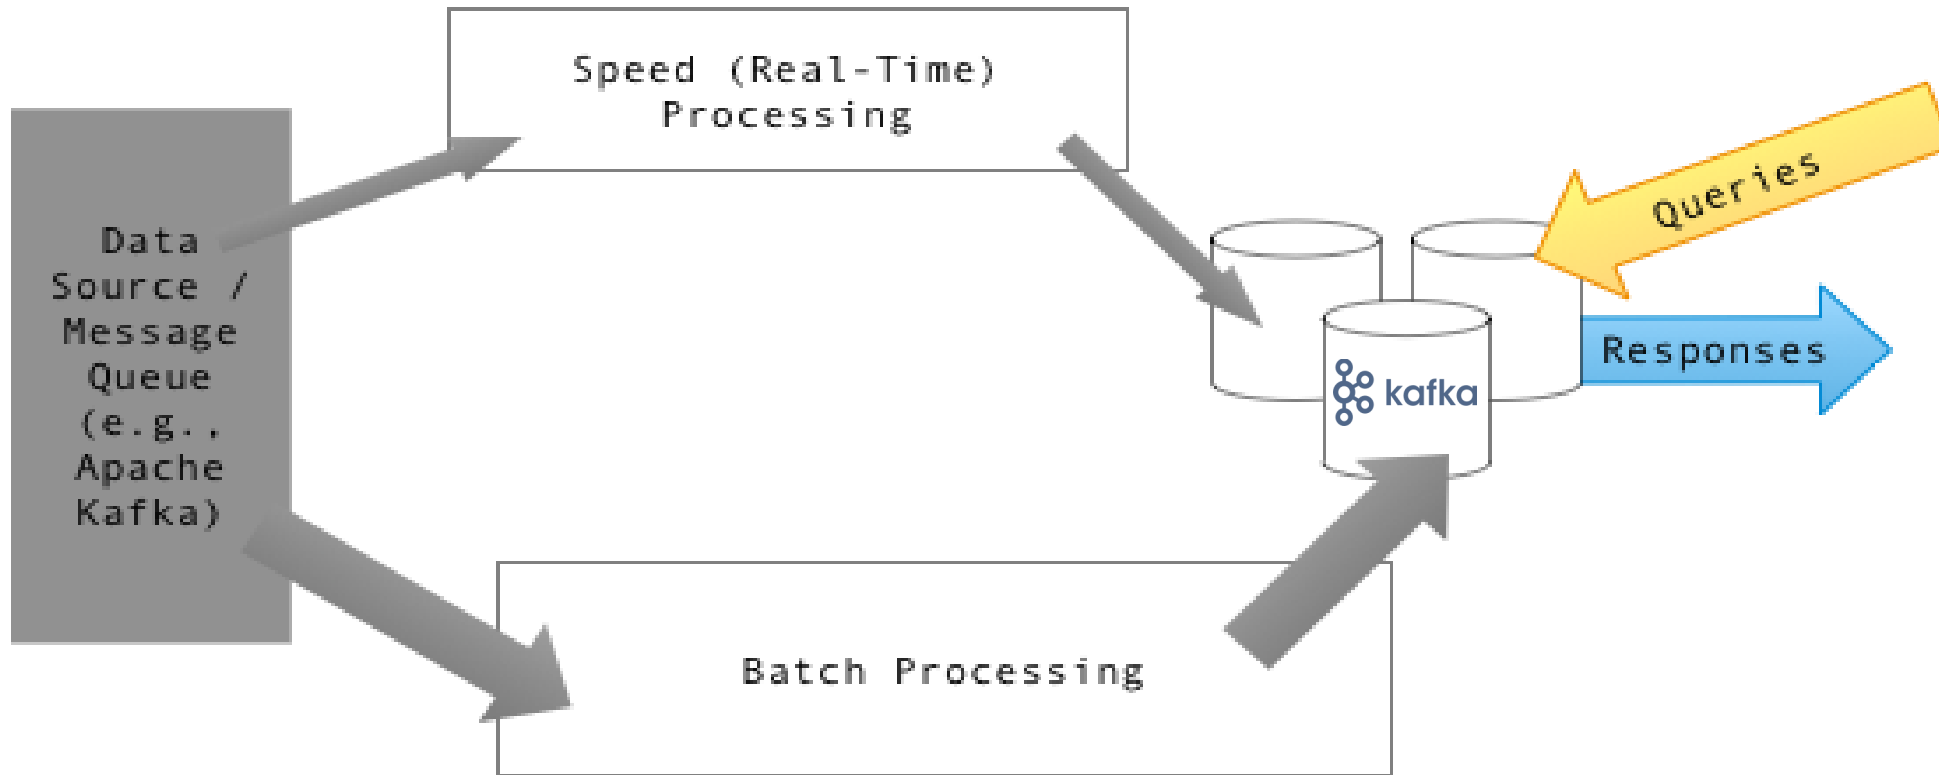 Speed (Real-Time)
Processing
Data
Source /
Message
Queue
(e.g.,
Apache
Kafka)
Queries
Responses
kafka
Batch Processing